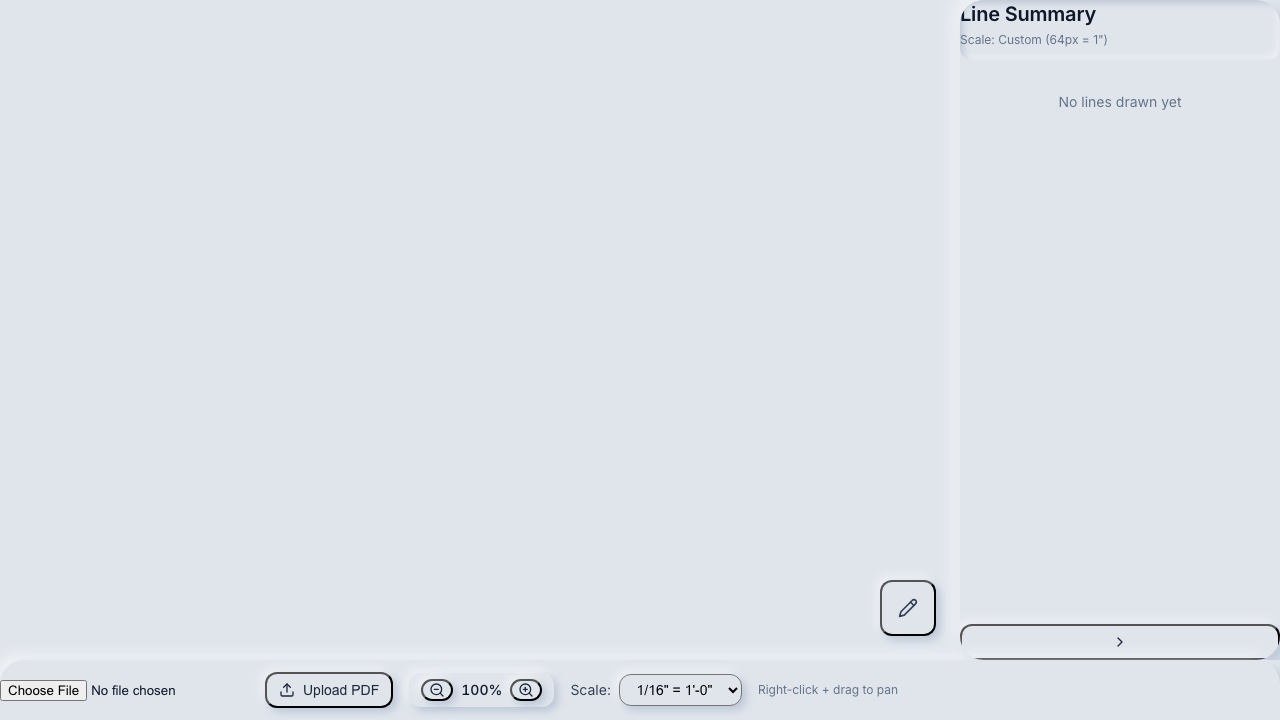 Line Summary
Scale: Custom (64px = 1")
No lines drawn yet
Choose File No file chosen
Upload PDF
100%
Scale:
1/16" = 1'-0"
Right-click + drag to pan